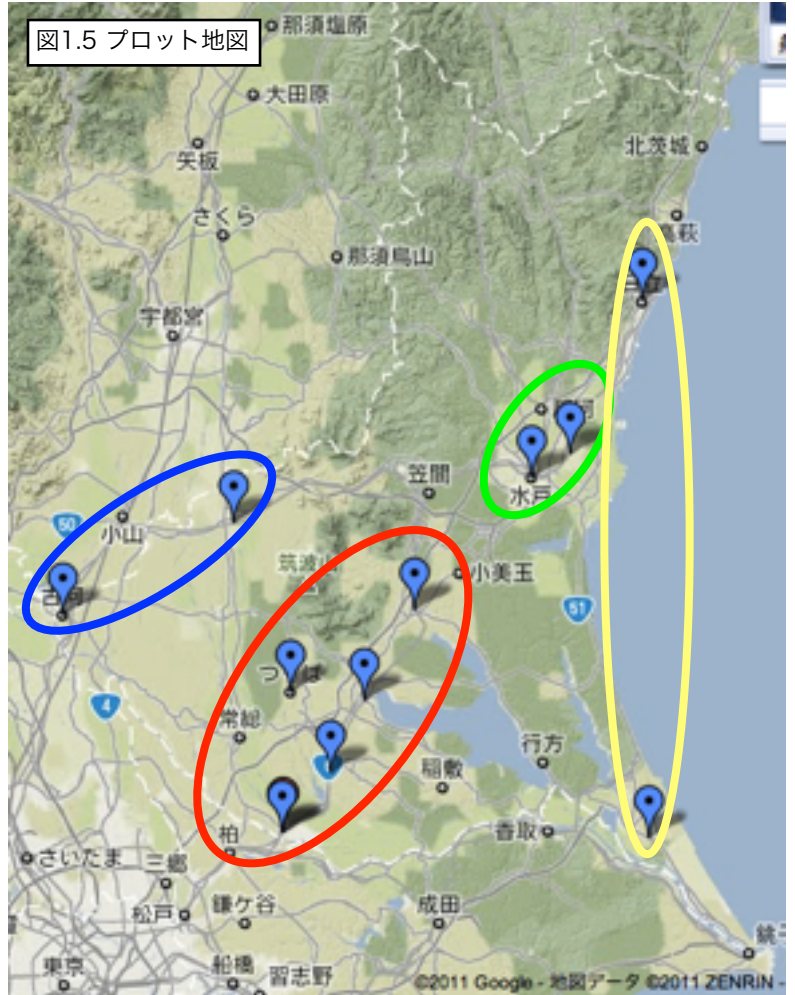 図1.5 プロット地図
那須塩原
大田原
矢板
北茨城
さくら
高萩
那須烏山
宇都宮
笠間
水戸
50
小山
筑波山
小美玉
古河
51
つくば
4
常総
行方
稲敷
柏
香取
さいたま
三郷
松戸
鎌ケ谷
成田
東京
船橋
習志野
©2011 Google - 地図データ ©2011 ZENRIN -